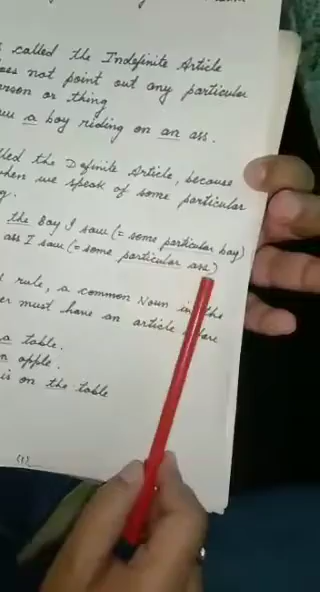 called the Indefinite Article
does not point out any particular
person or thing
a boy riding on an ass.
called the Definite Article, because
when we speak of some particular
the Boy I saw (= some particular boy)
ass I saw (= some particular ass)
rule, a common Noun in the
must have an article before
a table.
apple.
is on the table
(1)